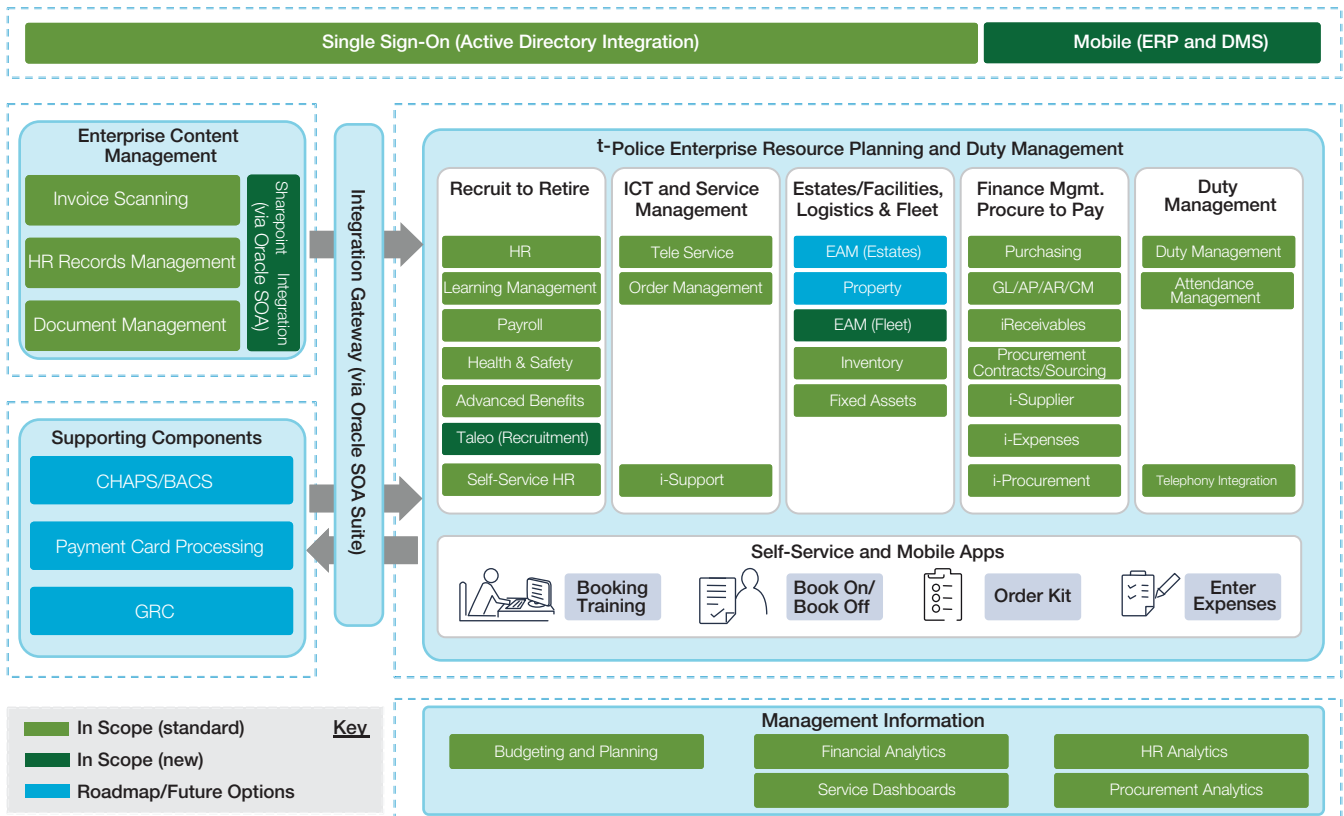 Single Sign-On (Active Directory Integration)
Mobile (ERP and DMS)
Enterprise Content
Management
Invoice Scanning
HR Records Management
Document Management
Sharepoint Integration
(via Oracle SOA)
Supporting Components
CHAPS/BACS
Payment Card Processing
GRC
Integration Gateway (via Oracle SOA Suite)
t-Police Enterprise Resource Planning and Duty Management
Recruit to Retire
HR
Learning Management
Payroll
Health & Safety
Advanced Benefits
Taleo (Recruitment)
Self-Service HR
ICT and Service
Management
Tele Service
Order Management
i-Support
Estates/Facilities,
Logistics & Fleet
EAM (Estates)
Property
EAM (Fleet)
Inventory
Fixed Assets
Finance Mgmt.
Procure to Pay
Purchasing
GL/AP/AR/CM
iReceivables
Procurement
Contracts/Sourcing
i-Supplier
i-Expenses
i-Procurement
Duty
Management
Duty Management
Attendance
Management
Telephony Integration
Self-Service and Mobile Apps
Booking
Training
Book On/
Book Off
Order Kit
Enter
Expenses
Key
In Scope (standard)
In Scope (new)
Roadmap/Future Options
Management Information
Budgeting and Planning
Financial Analytics
HR Analytics
Service Dashboards
Procurement Analytics